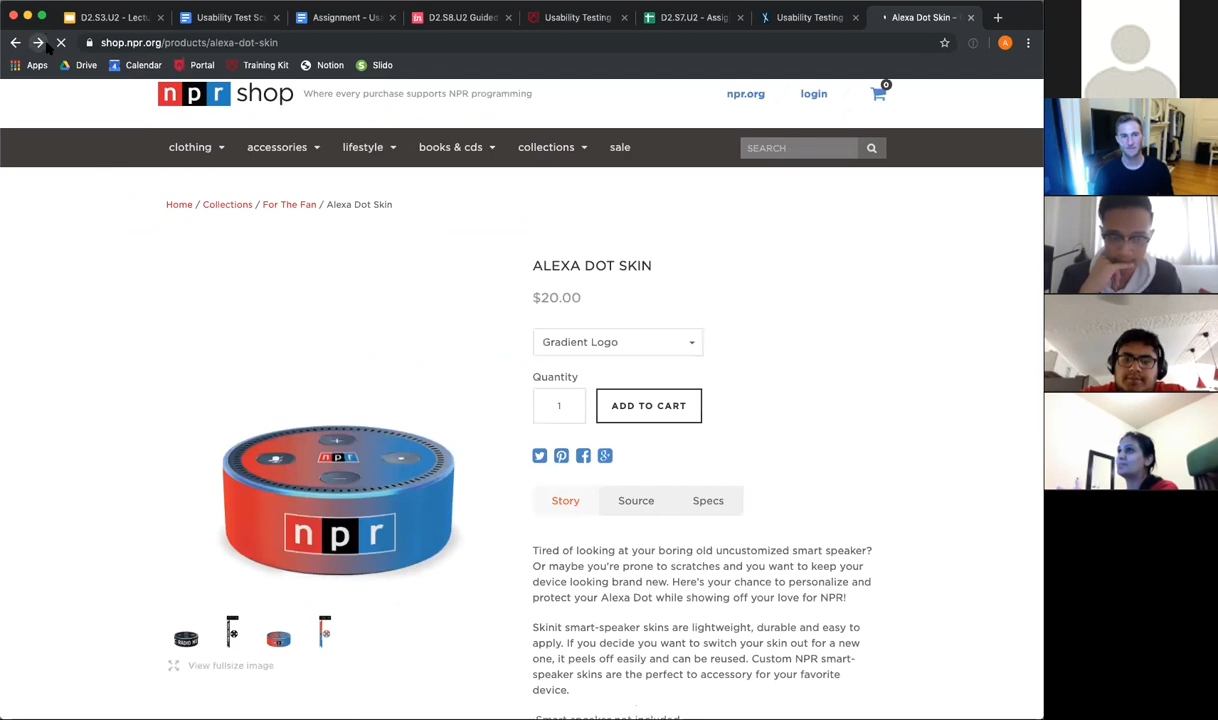 D2.S3.U2 - Lectu
Usability Test Sc
Assignment - Usa
D2.S8.U2 Guided
Usability Testing
D2.S7.U2 - Assig
Usability Testing
Alexa Dot Skin –
shop.npr.org/products/alexa-dot-skin
A
Apps
Drive
Calendar
Portal
Training Kit
Notion
Slido
npr shop
Where every purchase supports NPR programming
npr.org
login
0
clothing
accessories
lifestyle
books & cds
collections
sale
SEARCH
Home / Collections / For The Fan / Alexa Dot Skin
ALEXA DOT SKIN
$20.00
Gradient Logo
Quantity
1
ADD TO CART
npr
npr
Story
Source
Specs
Tired of looking at your boring old uncustomized smart speaker?
Or maybe you're prone to scratches and you want to keep your
device looking brand new. Here's your chance to personalize and
protect your Alexa Dot while showing off your love for NPR!
Skinit smart-speaker skins are lightweight, durable and easy to
apply. If you decide you want to switch your skin out for a new
one, it peels off easily and can be reused. Custom NPR smart-
speaker skins are the perfect to accessory for your favorite
device.
Smart speaker not included
View fullsize image